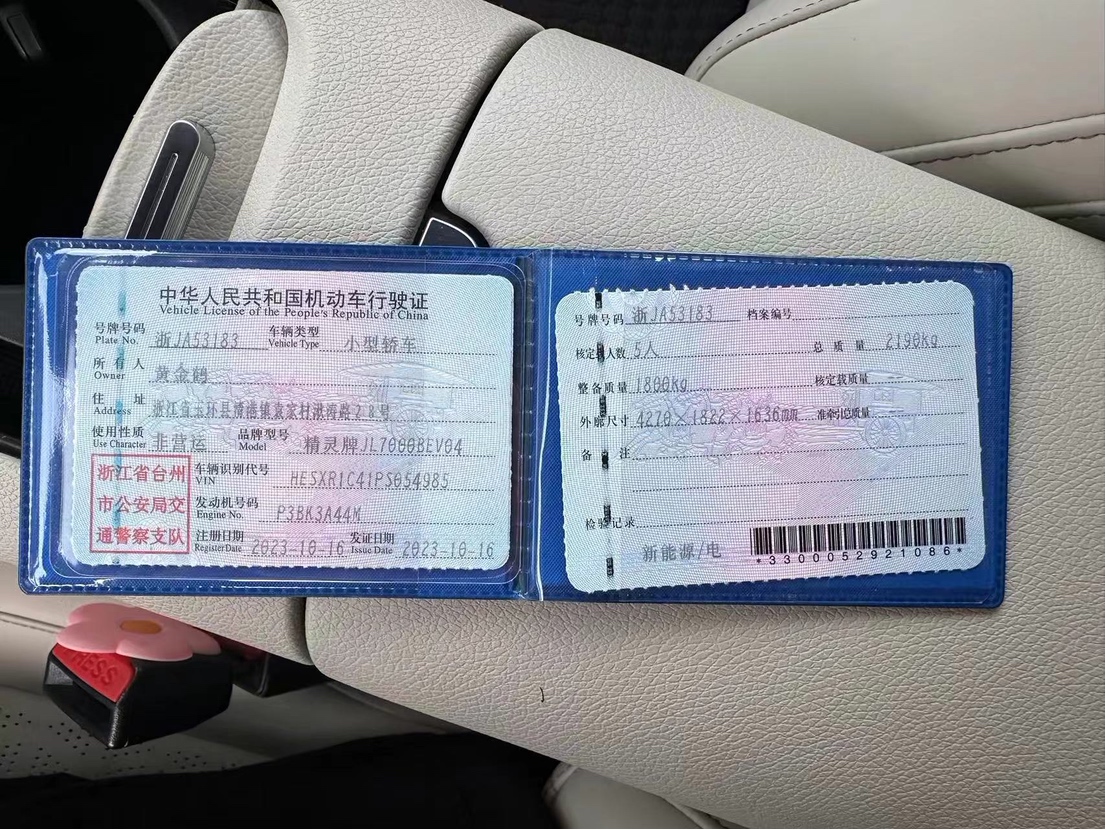 中华人民共和国机动车行驶证
Vehicle License of the People's Republic of China
号牌号码 Plate No. 浙JA53183 车辆类型 Vehicle Type 小型轿车
所有人 Owner 黄金鹤
住址 Address 浙江省玉环县 28号
使用性质 Use Character 非营运 品牌型号 Model 精灵牌JL7000BEV04
浙江省台州市公安局交通警察支队
车辆识别代号 VIN HESXR1C41PS054985
发动机号码 Engine No. P3BK3A44M
注册日期 Register Date 2023-10-16 发证日期 Issue Date 2023-10-16
号牌号码 浙JA53183 档案编号
核定载人数 5人 总质量 2190kg
整备质量 1800kg 核定载质量
外廓尺寸 4270×1822×1636mm 准牵引总质量
备注
检验记录
新能源/电
*3300052921086*
PRESS